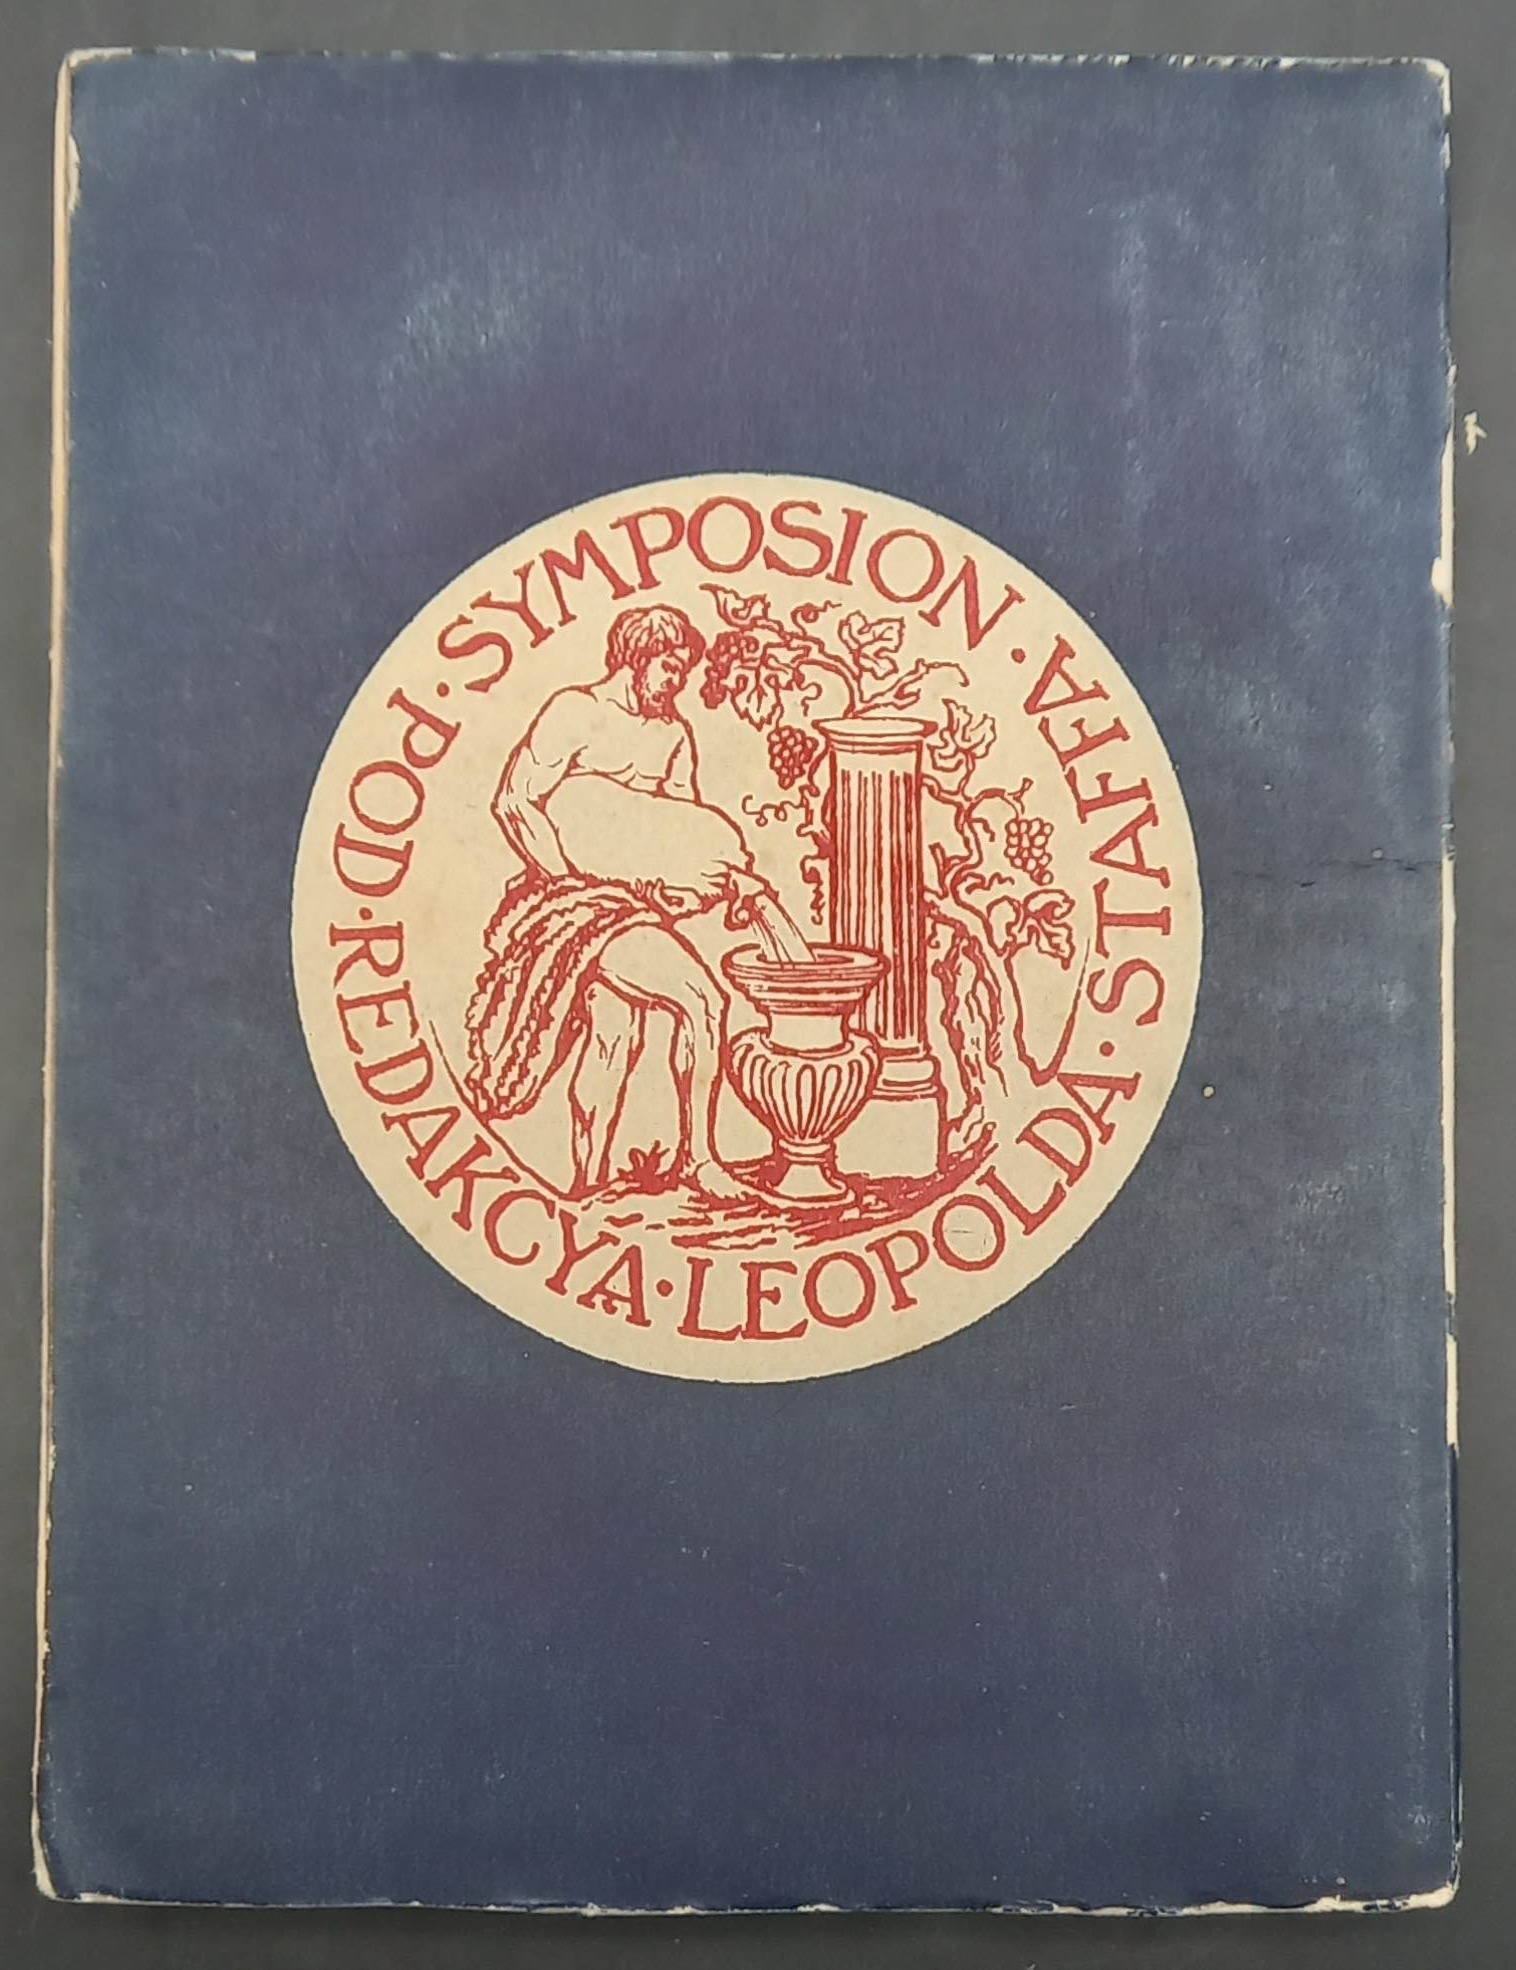 · SYMPOSION ·
POD · REDAKCYĄ · LEOPOLDA · STAFFA